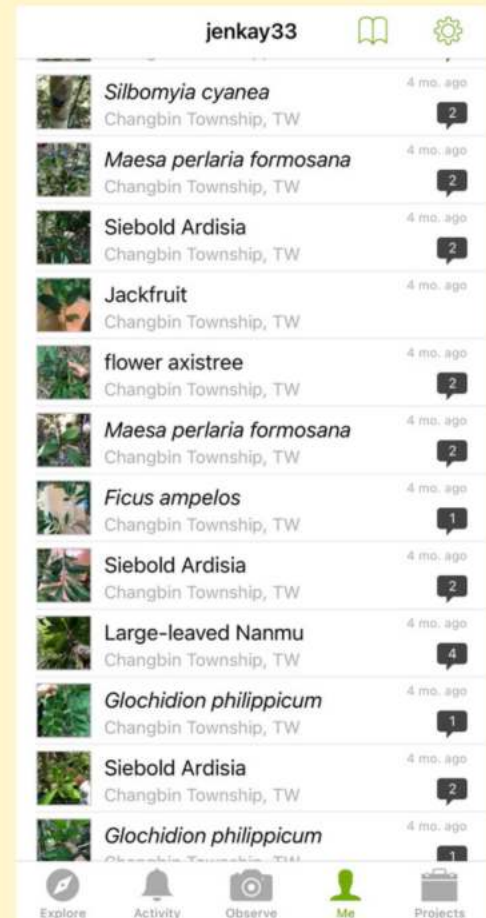 jenkay33
Silbomyia cyanea
4 mo. ago
Changbin Township, TW
2
Maesa perlaria formosana
4 mo. ago
Changbin Township, TW
2
Siebold Ardisia
4 mo. ago
Changbin Township, TW
2
Jackfruit
4 mo. ago
Changbin Township, TW
flower axistree
4 mo. ago
Changbin Township, TW
2
Maesa perlaria formosana
4 mo. ago
Changbin Township, TW
2
Ficus ampelos
4 mo. ago
Changbin Township, TW
1
Siebold Ardisia
4 mo. ago
Changbin Township, TW
2
Large-leaved Nanmu
4 mo. ago
Changbin Township, TW
4
Glochidion philippicum
4 mo. ago
Changbin Township, TW
1
Siebold Ardisia
4 mo. ago
Changbin Township, TW
2
Glochidion philippicum
4 mo. ago
1
Explore
Activity
Observe
Me
Projects